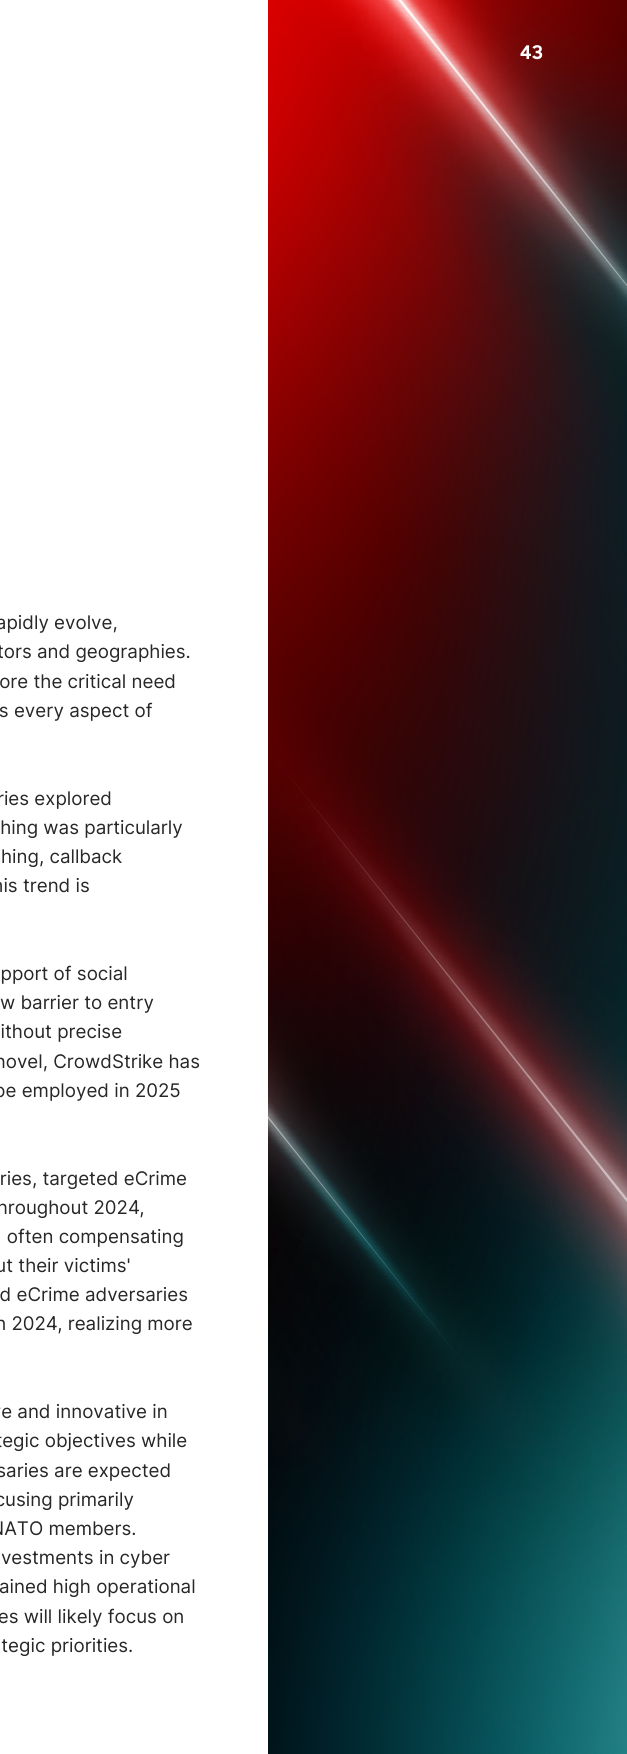 43
apidly evolve,
tors and geographies.
ore the critical need
s every aspect of
ries explored
hing was particularly
hing, callback
his trend is
pport of social
w barrier to entry
ithout precise
novel, CrowdStrike has
be employed in 2025
ries, targeted eCrime
hroughout 2024,
often compensating
ut their victims'
d eCrime adversaries
n 2024, realizing more
e and innovative in
tegic objectives while
saries are expected
cusing primarily
NATO members.
vestments in cyber
ained high operational
es will likely focus on
tegic priorities.